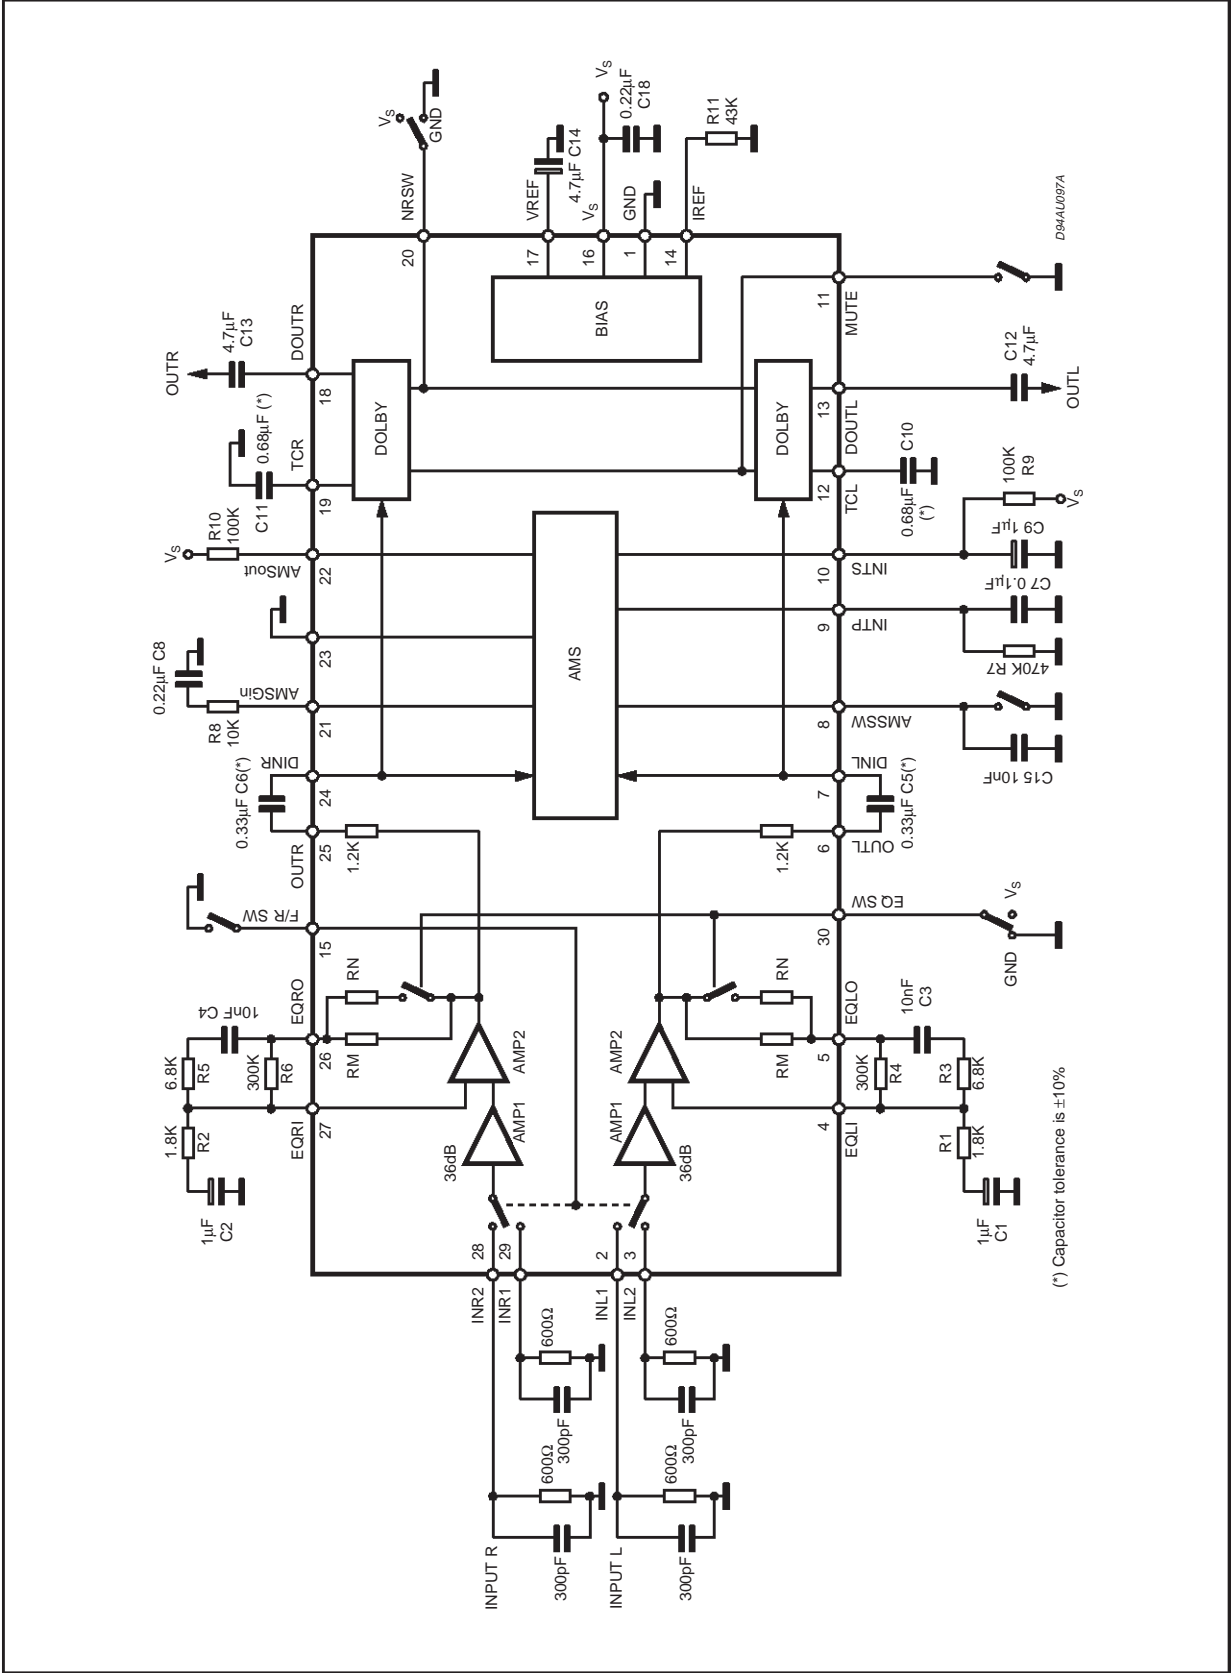 INPUT R
300pF
600Ω
INR2
28
300pF
600Ω
INR1
29
INPUT L
300pF
600Ω
INL1
2
300pF
600Ω
INL2
3
1µF
C2
1.8K
R2
6.8K
R5
10nF C4
300K
R6
EQRI
27
EQRO
26
RM
RN
36dB
AMP1
AMP2
F/R SW
15
OUTR
25
1.2K
0.33µF C6(*)
DINR
24
R8
10K
0.22µF C8
AMSGin
21
23
VS
R10
100K
AMSout
22
C11
0.68µF (*)
TCR
19
OUTR
4.7µF
C13
DOUTR
18
DOLBY
AMS
VS
GND
NRSW
20
VREF
17
4.7µF C14
VS
16
VS
0.22µF
C18
GND
1
IREF
14
R11
43K
BIAS
36dB
AMP1
AMP2
RM
RN
4
EQLI
5
EQLO
1µF
C1
R1
1.8K
300K
R4
R3
6.8K
10nF
C3
30
EQ SW
GND
VS
1.2K
6
OUTL
0.33µF C5(*)
7
DINL
8
AMSSW
C15 10nF
9
INTP
470K R7
C7 0.1µF
10
INTS
C9 1µF
100K
R9
VS
DOLBY
12
TCL
0.68µF
(*)
C10
13
DOUTL
C12
4.7µF
OUTL
11
MUTE
(*) Capacitor tolerance is ±10%
D94AU097A